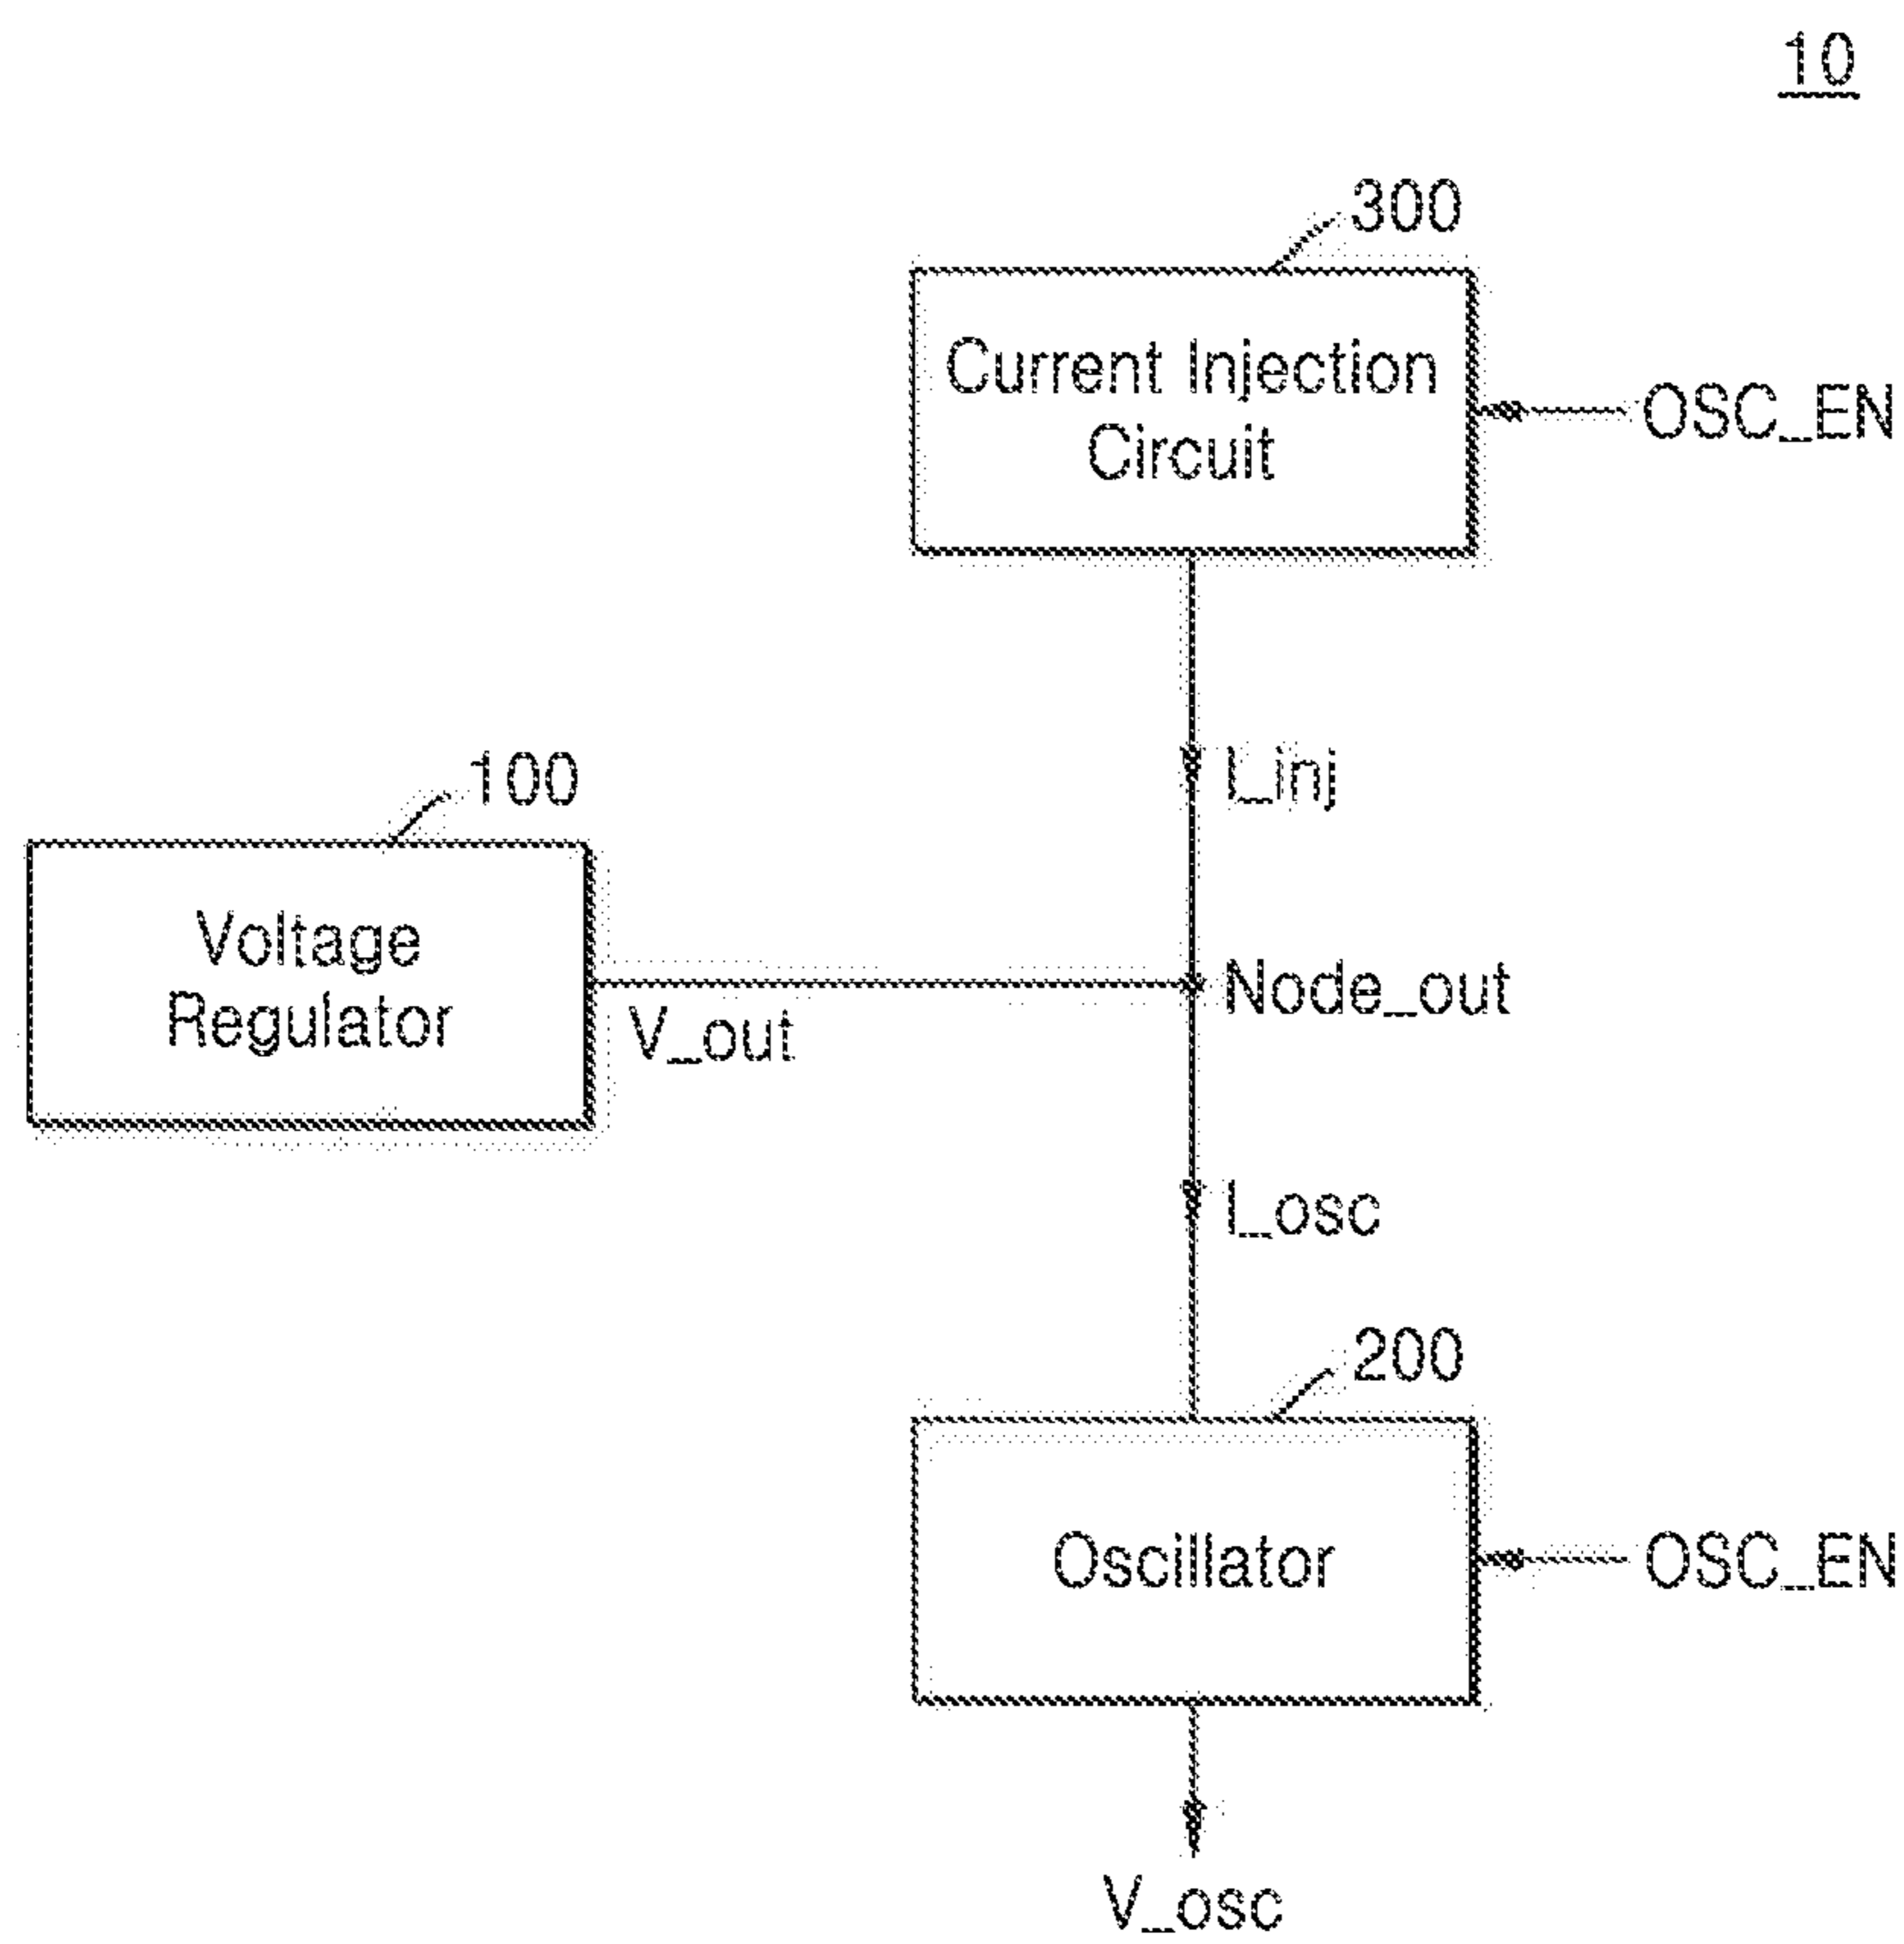 10
300
Current Injection
Circuit
OSC_EN
I_inj
100
Voltage
Regulator
V_out
Node_out
I_osc
200
Oscillator
OSC_EN
V_osc